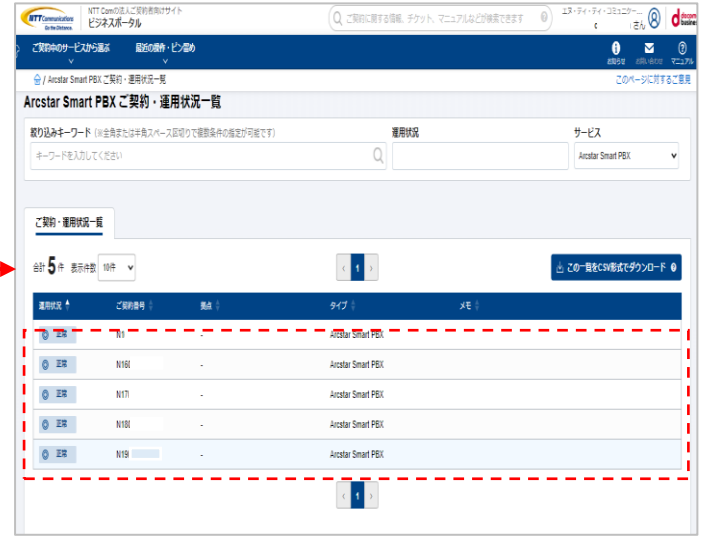 NTT Communications
Go the Distance.
NTT Comの法人ご契約者向けサイト
ビジネスポータル
ご契約に関する情報、チケット、マニュアルなどが検索できます
エヌ・ティ・ティ・コミュニケー...
さん
docomo business
ご契約中のサービスから選ぶ 最近の操作・ピン留め
お知らせ お問い合わせ マニュアル
/ Arcstar Smart PBX ご契約・運用状況一覧
このページに対するご意見
Arcstar Smart PBX ご契約・運用状況一覧
絞り込みキーワード (※全角または半角スペース区切りで複数条件の指定が可能です) 運用状況 サービス
キーワードを入力してください Arcstar Smart PBX
ご契約・運用状況一覧
合計 5 件 表示件数 10件 ‹ 1 › この一覧をCSV形式でダウンロード
運用状況 ご契約番号 拠点 タイプ メモ
正常 N1 - Arcstar Smart PBX
正常 N16 - Arcstar Smart PBX
正常 N17 - Arcstar Smart PBX
正常 N18 - Arcstar Smart PBX
正常 N19 - Arcstar Smart PBX
‹ 1 ›